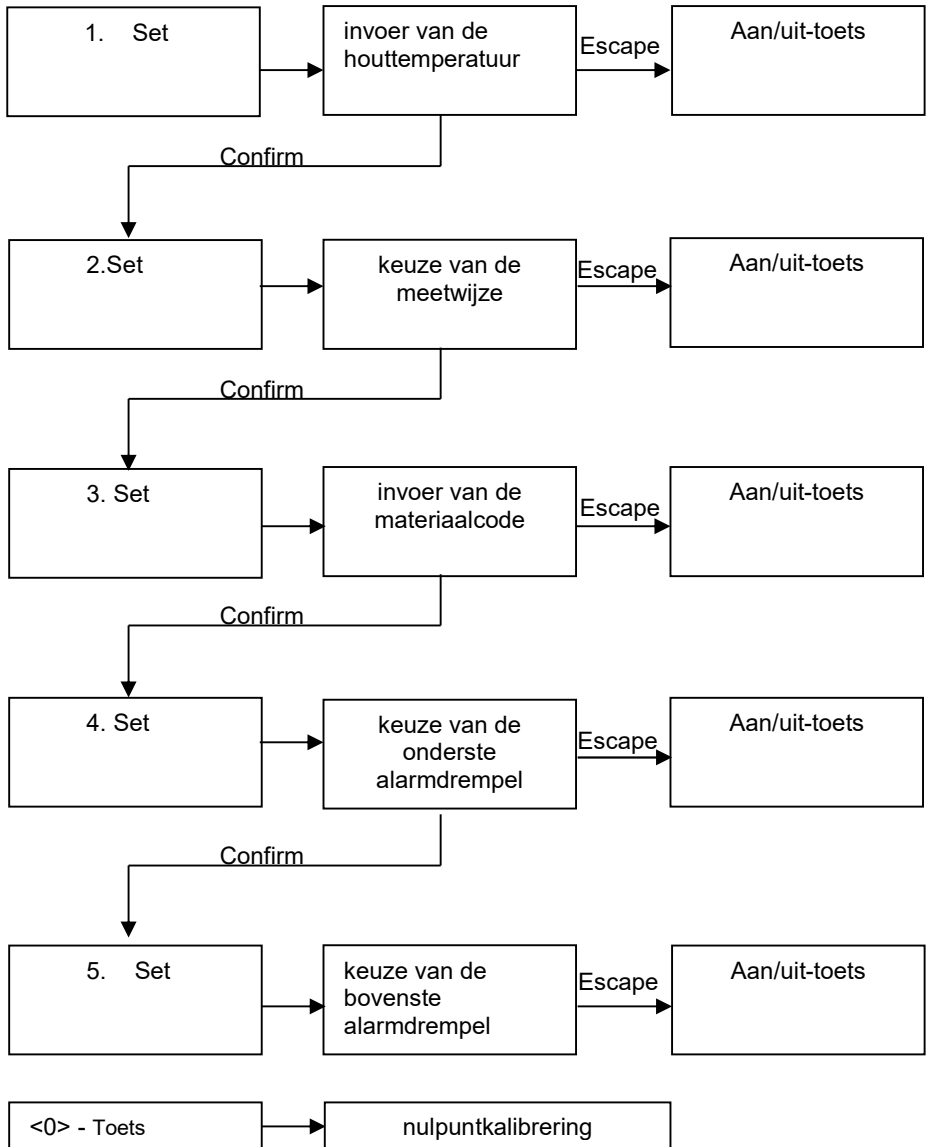 1. Set
invoer van de
houttemperatuur
Escape
Aan/uit-toets
Confirm
2.Set
keuze van de
meetwijze
Escape
Aan/uit-toets
Confirm
3. Set
invoer van de
materiaalcode
Escape
Aan/uit-toets
Confirm
4. Set
keuze van de
onderste
alarmdrempel
Escape
Aan/uit-toets
Confirm
5. Set
keuze van de
bovenste
alarmdrempel
Escape
Aan/uit-toets
<0> - Toets
nulpuntkalibrering